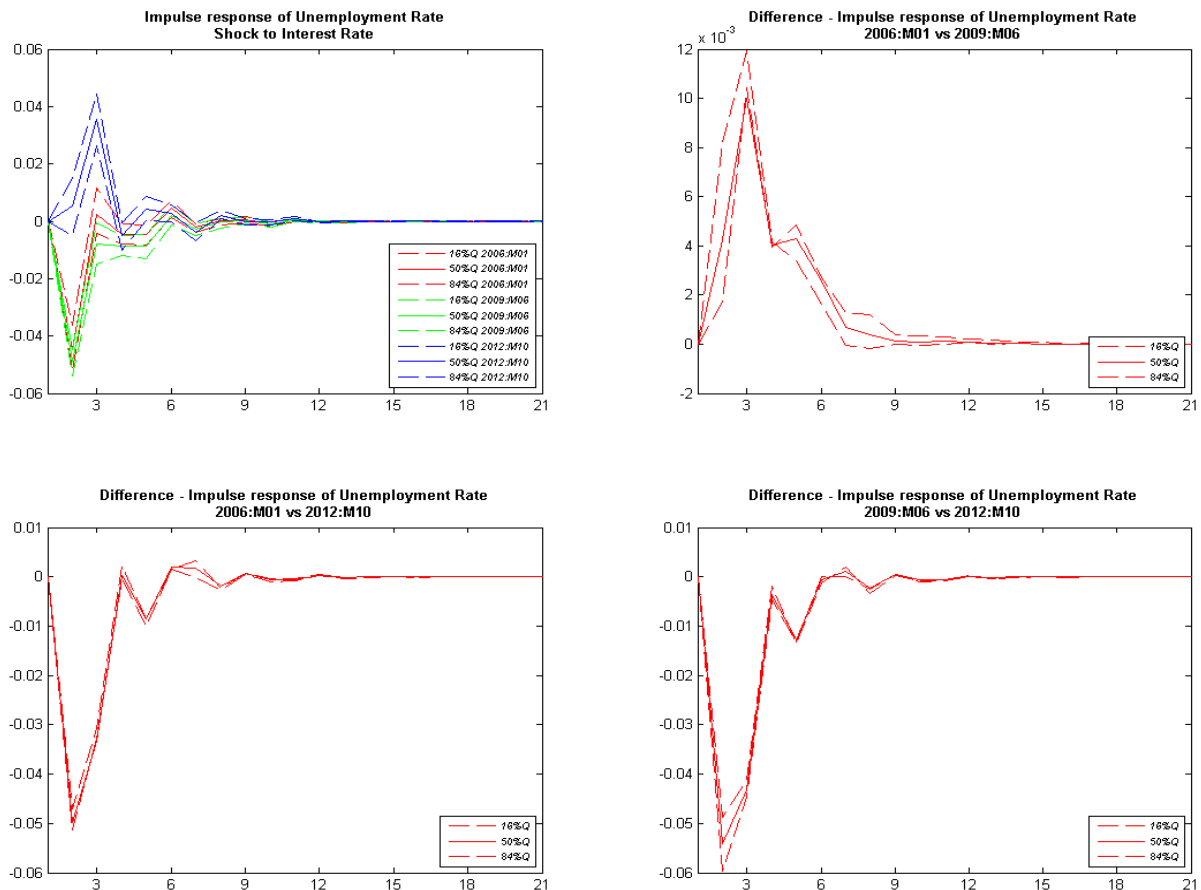 Impulse response of Unemployment Rate
Shock to Interest Rate
0.06
0.04
0.02
0
-0.02
-0.04
-0.06
3
6
9
12
15
18
21
16%Q 2006:M01
50%Q 2006:M01
84%Q 2006:M01
16%Q 2009:M06
50%Q 2009:M06
84%Q 2009:M06
16%Q 2012:M10
50%Q 2012:M10
84%Q 2012:M10
Difference - Impulse response of Unemployment Rate
2006:M01 vs 2009:M06
x 10⁻³
12
10
8
6
4
2
0
-2
3
6
9
12
15
18
21
16%Q
50%Q
84%Q
Difference - Impulse response of Unemployment Rate
2006:M01 vs 2012:M10
0.01
0
-0.01
-0.02
-0.03
-0.04
-0.05
-0.06
3
6
9
12
15
18
21
16%Q
50%Q
84%Q
Difference - Impulse response of Unemployment Rate
2009:M06 vs 2012:M10
0.01
0
-0.01
-0.02
-0.03
-0.04
-0.05
-0.06
3
6
9
12
15
18
21
16%Q
50%Q
84%Q